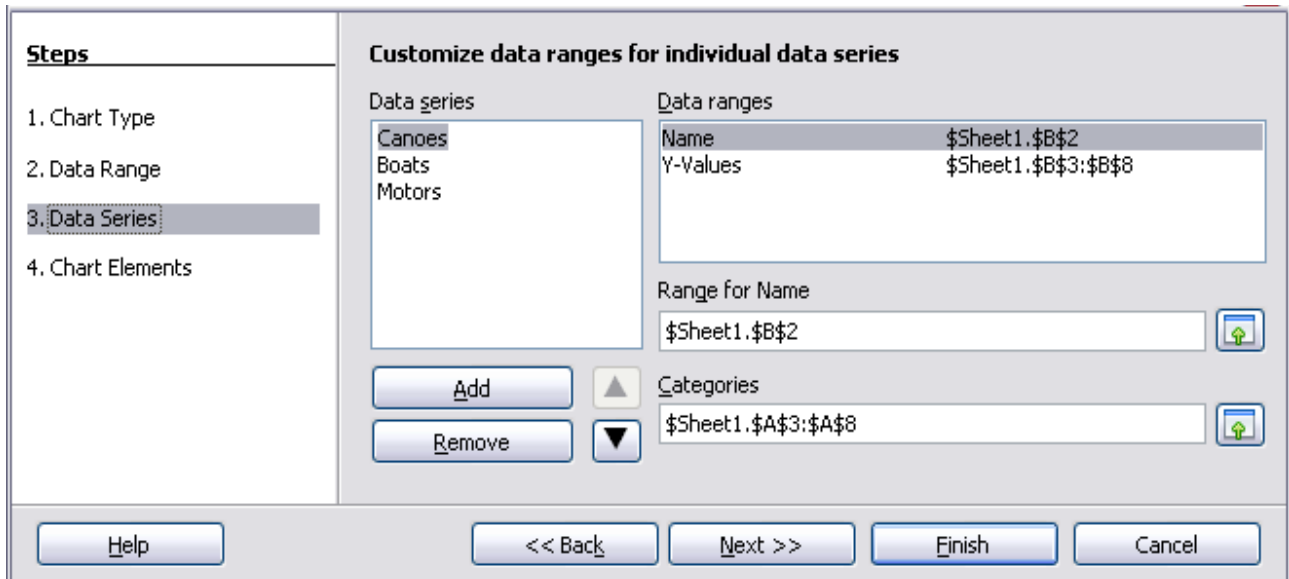 Steps
1. Chart Type
2. Data Range
3. Data Series
4. Chart Elements
Customize data ranges for individual data series
Data series
Canoes
Boats
Motors
Add
Remove
Data ranges
Name $Sheet1.$B$2
Y-Values $Sheet1.$B$3:$B$8
Range for Name
$Sheet1.$B$2
Categories
$Sheet1.$A$3:$A$8
Help
<< Back
Next >>
Finish
Cancel